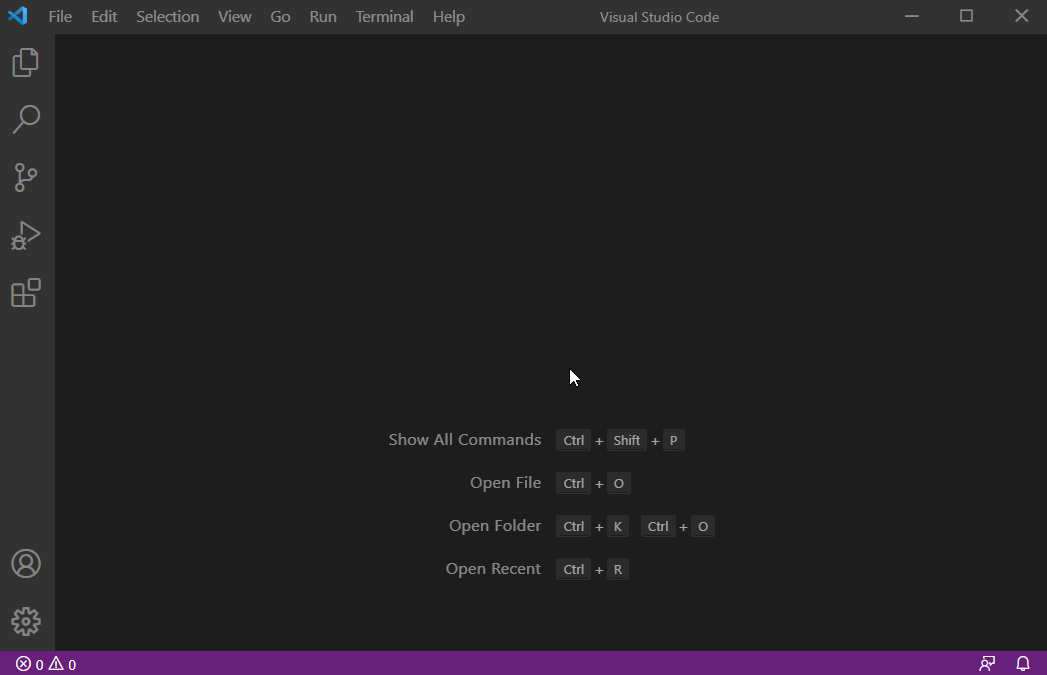 File Edit Selection View Go Run Terminal Help Visual Studio Code
Show All Commands Ctrl + Shift + P
Open File Ctrl + O
Open Folder Ctrl + K Ctrl + O
Open Recent Ctrl + R
0 0